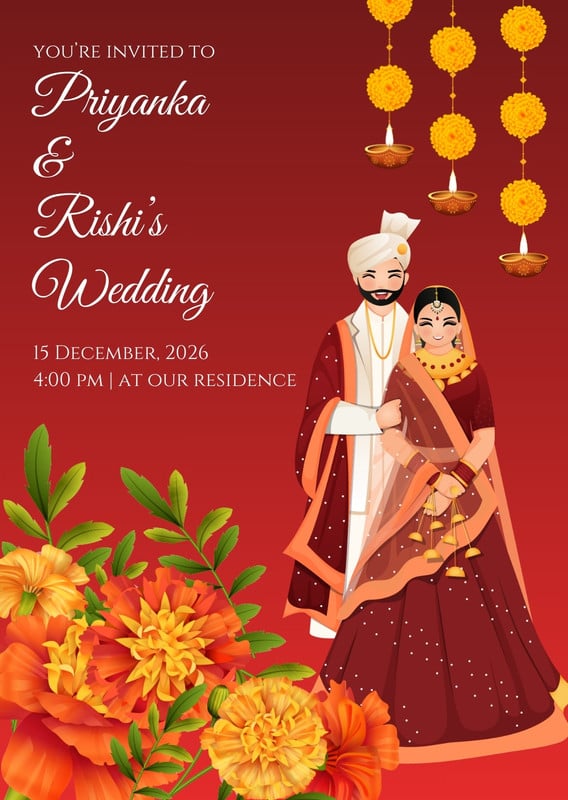 YOU'RE INVITED TO
Priyanka
&
Rishi's
Wedding
15 DECEMBER, 2026
4:00 PM | AT OUR RESIDENCE